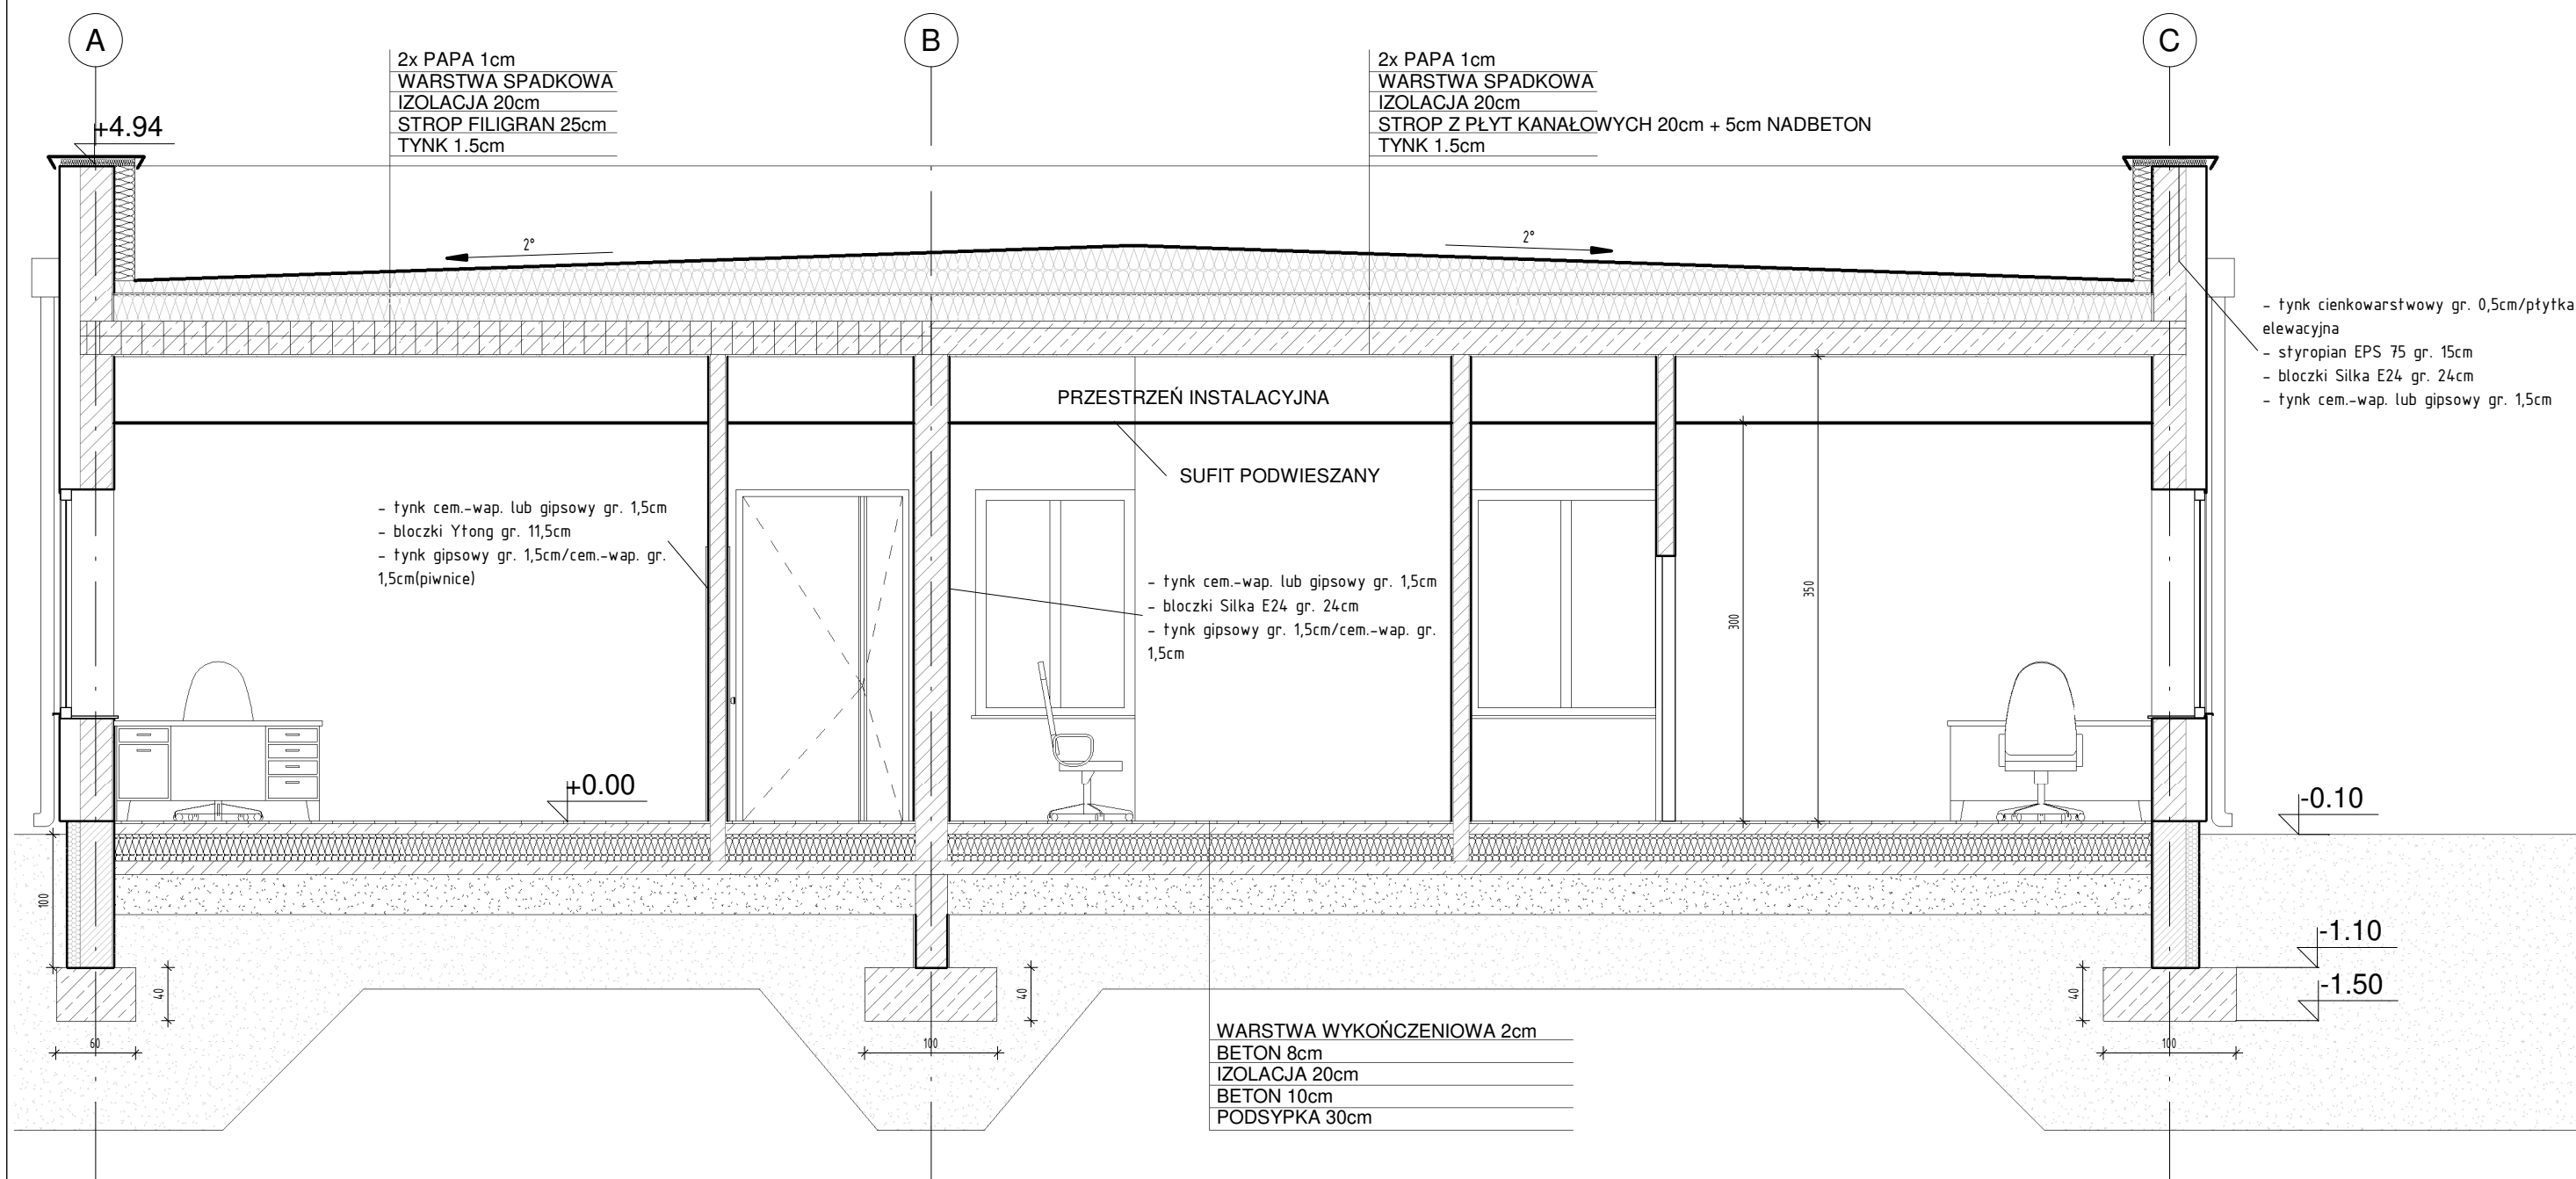 A
B
C
2x PAPA 1cm
WARSTWA SPADKOWA
IZOLACJA 20cm
STROP FILIGRAN 25cm
TYNK 1.5cm
2x PAPA 1cm
WARSTWA SPADKOWA
IZOLACJA 20cm
STROP Z PŁYT KANAŁOWYCH 20cm + 5cm NADBETON
TYNK 1.5cm
+4.94
2°
2°
- tynk cienkowarstwowy gr. 0,5cm/płytka
elewacyjna
- styropian EPS 75 gr. 15cm
- bloczki Silka E24 gr. 24cm
- tynk cem.-wap. lub gipsowy gr. 1,5cm
PRZESTRZEŃ INSTALACYJNA
SUFIT PODWIESZANY
- tynk cem.-wap. lub gipsowy gr. 1,5cm
- bloczki Ytong gr. 11,5cm
- tynk gipsowy gr. 1,5cm/cem.-wap. gr.
1,5cm(piwnice)
- tynk cem.-wap. lub gipsowy gr. 1,5cm
- bloczki Silka E24 gr. 24cm
- tynk gipsowy gr. 1,5cm/cem.-wap. gr.
1,5cm
300
350
+0.00
-0.10
100
-1.10
-1.50
40
40
40
60
100
100
WARSTWA WYKOŃCZENIOWA 2cm
BETON 8cm
IZOLACJA 20cm
BETON 10cm
PODSYPKA 30cm